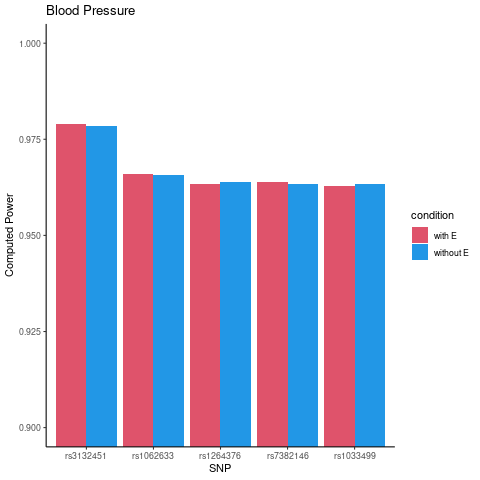 Blood Pressure
1.000
0.975
0.950
0.925
0.900
Computed Power
rs3132451 rs1062633 rs1264376 rs7382146 rs1033499
SNP
condition
with E
without E